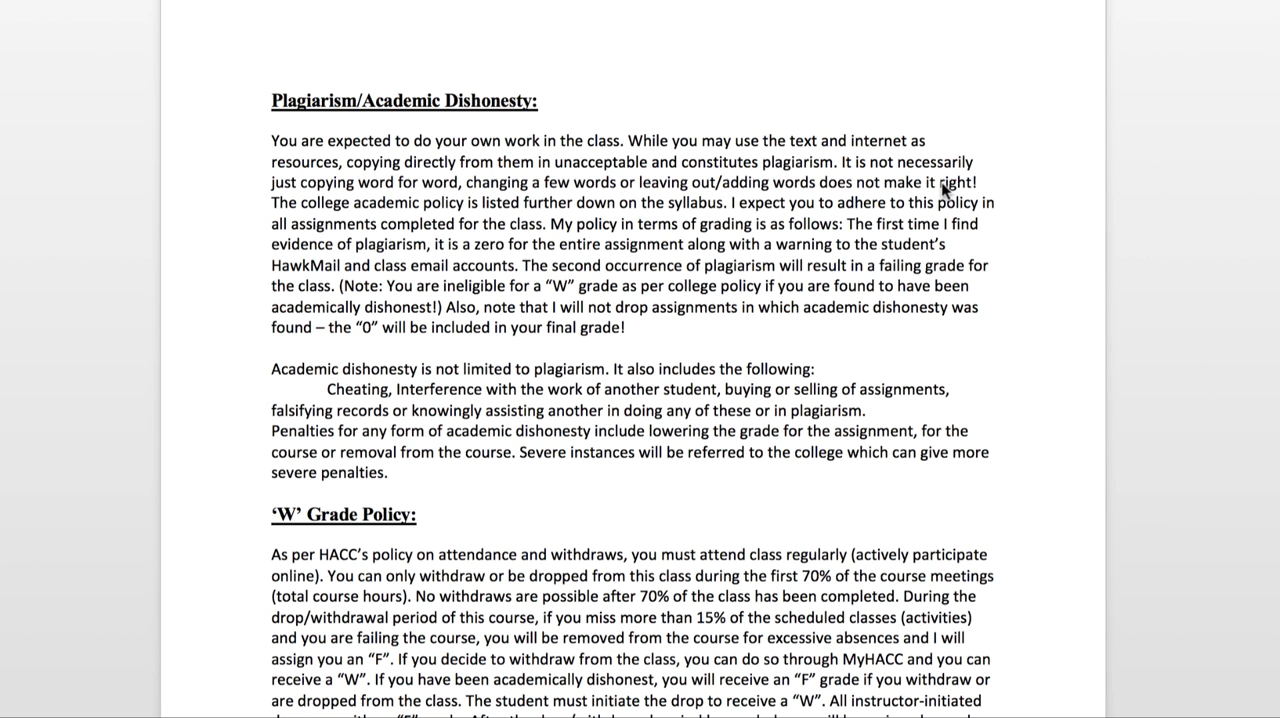 Plagiarism/Academic Dishonesty:
You are expected to do your own work in the class. While you may use the text and internet as
resources, copying directly from them in unacceptable and constitutes plagiarism. It is not necessarily
just copying word for word, changing a few words or leaving out/adding words does not make it right!
The college academic policy is listed further down on the syllabus. I expect you to adhere to this policy in
all assignments completed for the class. My policy in terms of grading is as follows: The first time I find
evidence of plagiarism, it is a zero for the entire assignment along with a warning to the student’s
HawkMail and class email accounts. The second occurrence of plagiarism will result in a failing grade for
the class. (Note: You are ineligible for a “W” grade as per college policy if you are found to have been
academically dishonest!) Also, note that I will not drop assignments in which academic dishonesty was
found – the “0” will be included in your final grade!
Academic dishonesty is not limited to plagiarism. It also includes the following:
Cheating, Interference with the work of another student, buying or selling of assignments,
falsifying records or knowingly assisting another in doing any of these or in plagiarism.
Penalties for any form of academic dishonesty include lowering the grade for the assignment, for the
course or removal from the course. Severe instances will be referred to the college which can give more
severe penalties.
‘W’ Grade Policy:
As per HACC’s policy on attendance and withdraws, you must attend class regularly (actively participate
online). You can only withdraw or be dropped from this class during the first 70% of the course meetings
(total course hours). No withdraws are possible after 70% of the class has been completed. During the
drop/withdrawal period of this course, if you miss more than 15% of the scheduled classes (activities)
and you are failing the course, you will be removed from the course for excessive absences and I will
assign you an “F”. If you decide to withdraw from the class, you can do so through MyHACC and you can
receive a “W”. If you have been academically dishonest, you will receive an “F” grade if you withdraw or
are dropped from the class. The student must initiate the drop to receive a “W”. All instructor-initiated